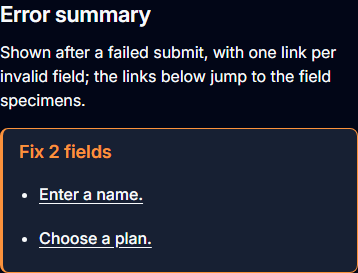 Error summary
Shown after a failed submit, with one link per
invalid field; the links below jump to the field
specimens.
Fix 2 fields
• Enter a name.
• Choose a plan.